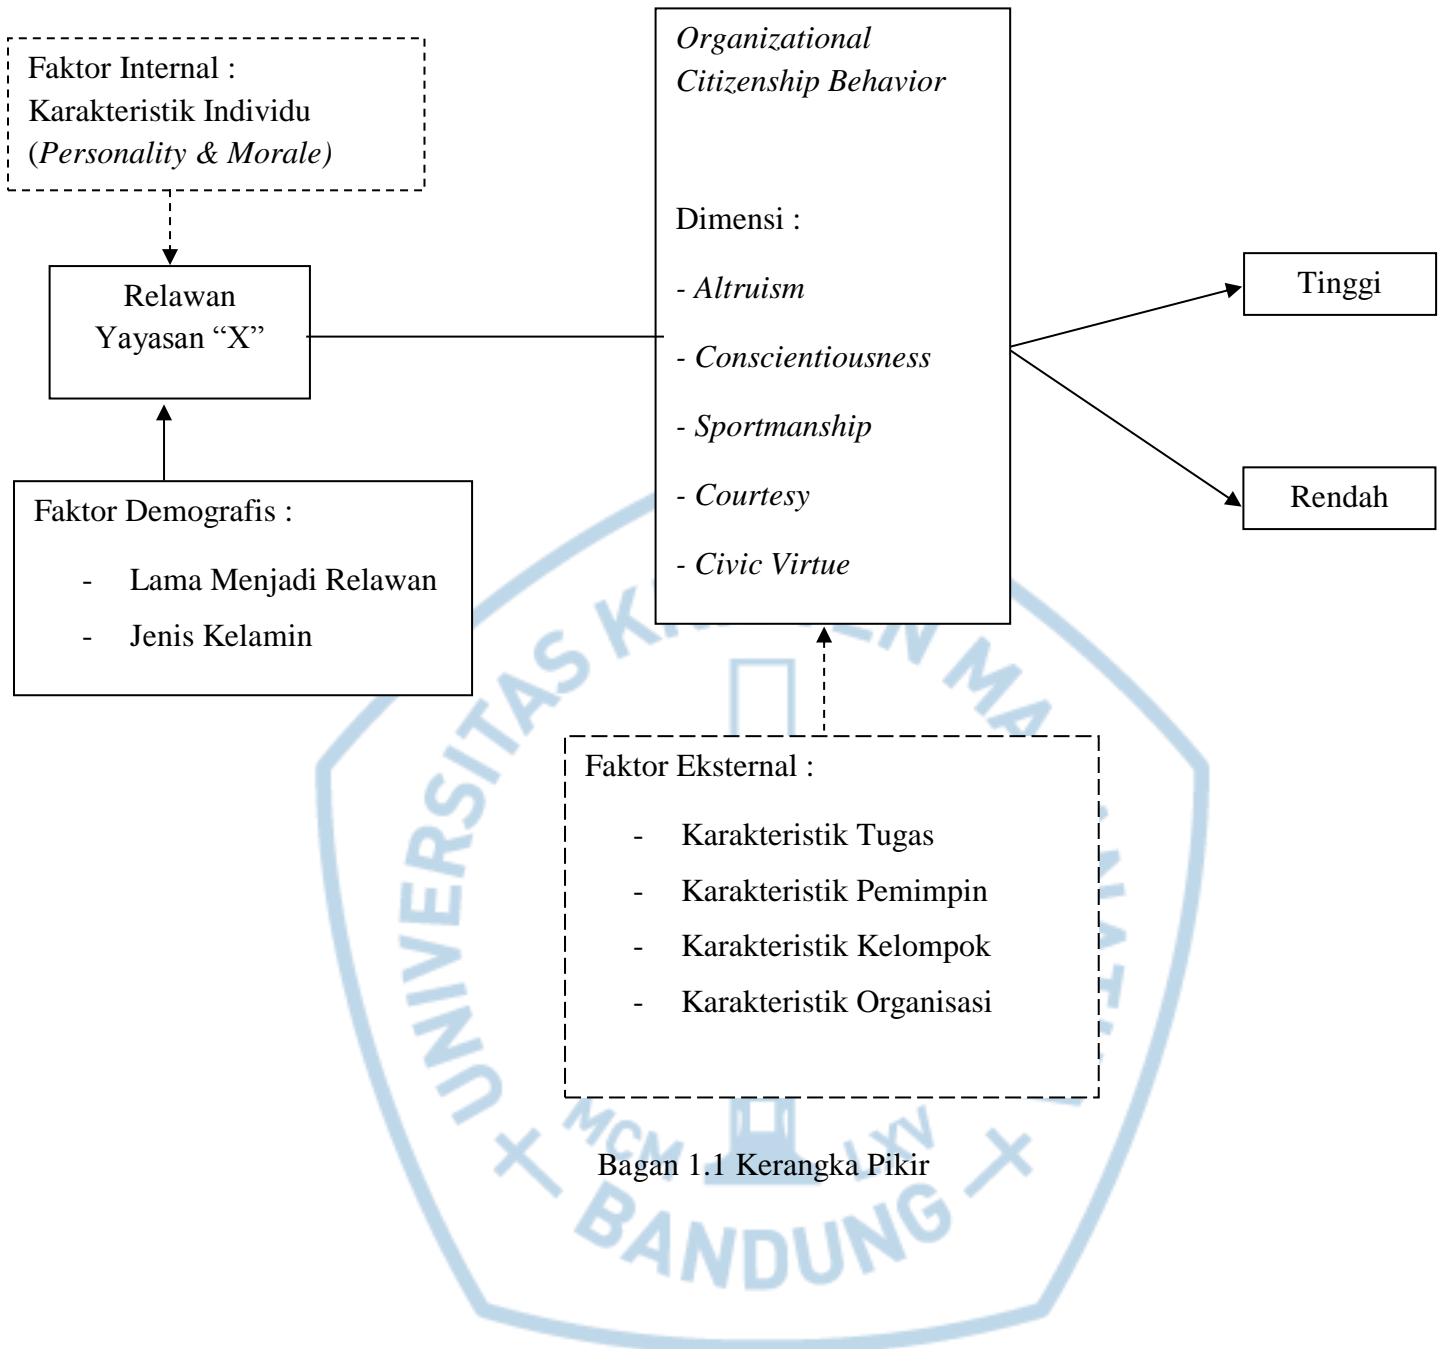 Faktor Internal :
Karakteristik Individu
(Personality & Morale)
Relawan
Yayasan “X”
Faktor Demografis :
- Lama Menjadi Relawan
- Jenis Kelamin
Organizational
Citizenship Behavior
Dimensi :
- Altruism
- Conscientiousness
- Sportmanship
- Courtesy
- Civic Virtue
Tinggi
Rendah
Faktor Eksternal :
- Karakteristik Tugas
- Karakteristik Pemimpin
- Karakteristik Kelompok
- Karakteristik Organisasi
Bagan 1.1 Kerangka Pikir
UNIVERSITAS
MCM LXV
BANDUNG